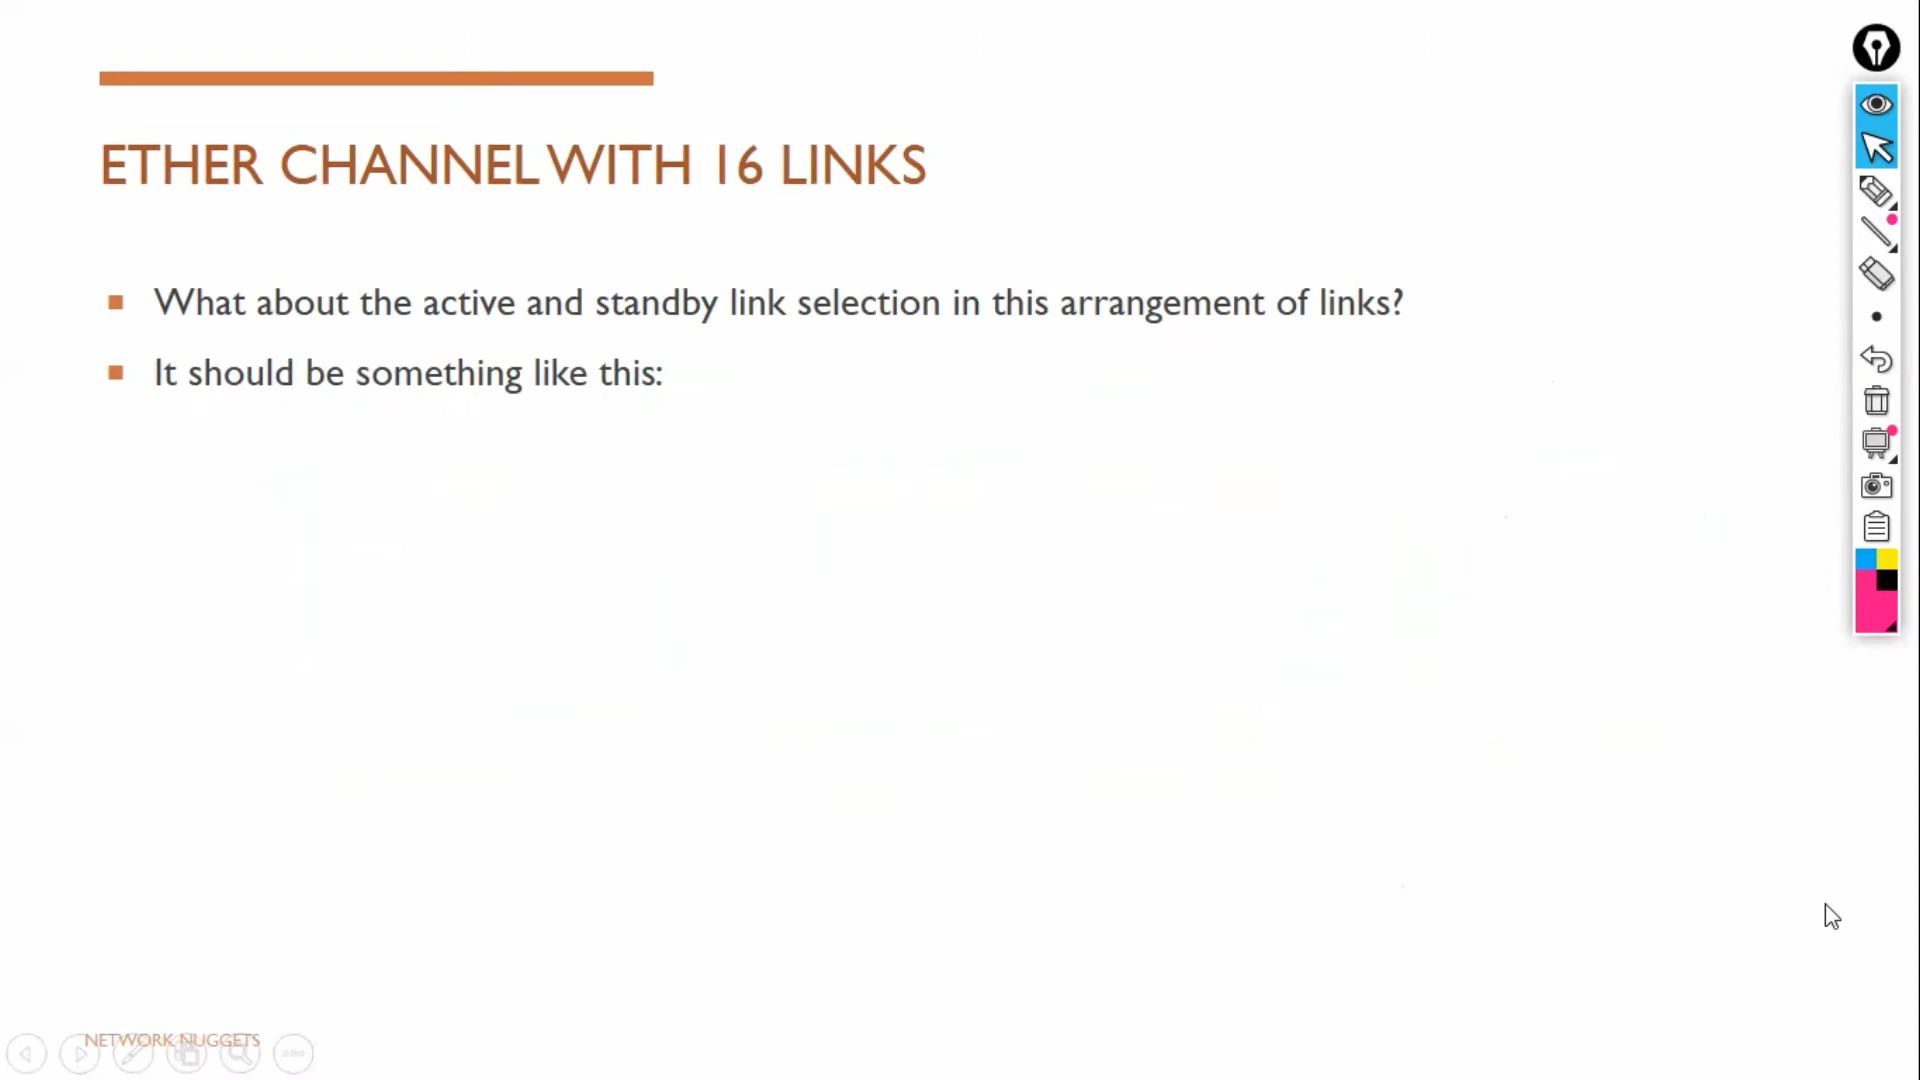 ETHER CHANNEL WITH 16 LINKS
What about the active and standby link selection in this arrangement of links?
It should be something like this:
NETWORK NUGGETS